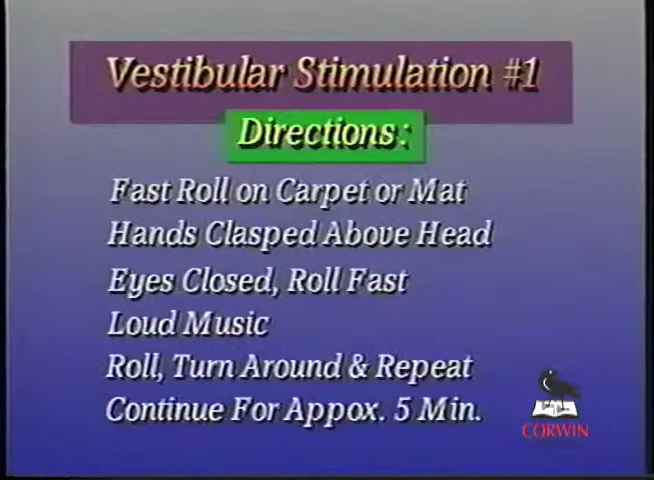 Vestibular Stimulation #1
Directions:
Fast Roll on Carpet or Mat
Hands Clasped Above Head
Eyes Closed, Roll Fast
Loud Music
Roll, Turn Around & Repeat
Continue For Appox. 5 Min.
CORWIN